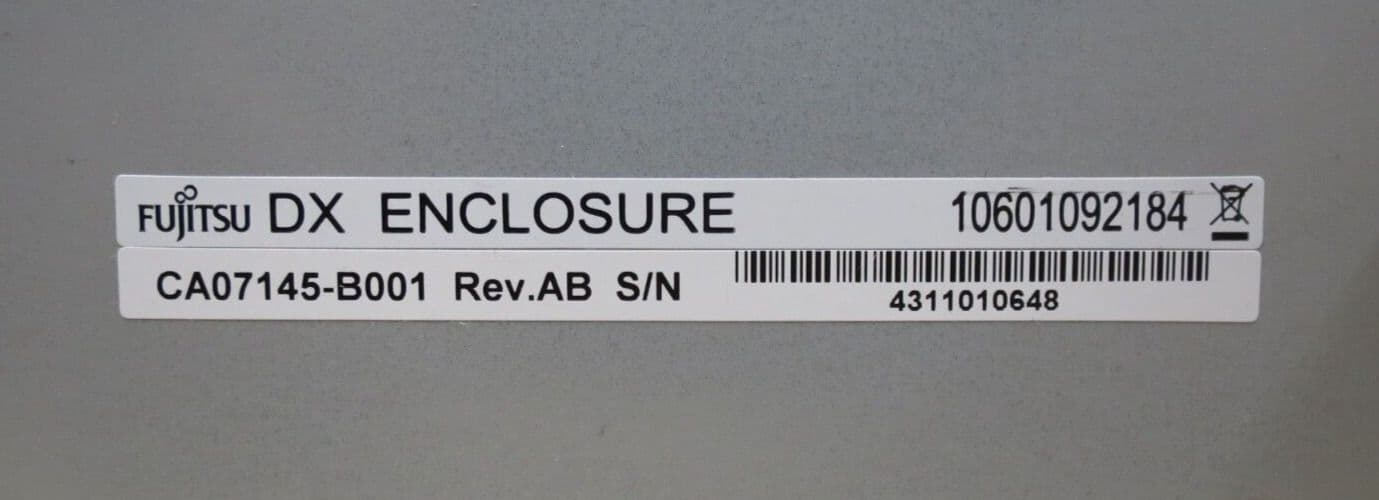 FUJITSU DX ENCLOSURE 10601092184
CA07145-B001 Rev.AB S/N
4311010648